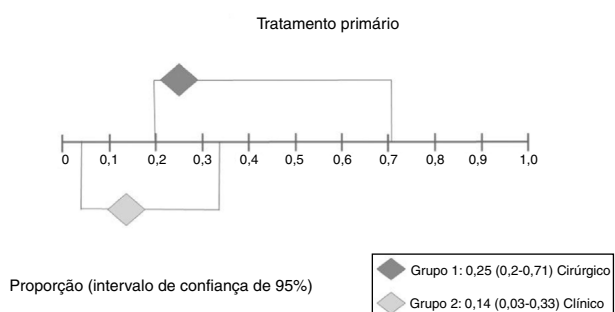 Tratamento primário
0 0,1 0,2 0,3 0,4 0,5 0,6 0,7 0,8 0,9 1,0
Proporção (intervalo de confiança de 95%)
Grupo 1: 0,25 (0,2-0,71) Cirúrgico
Grupo 2: 0,14 (0,03-0,33) Clínico